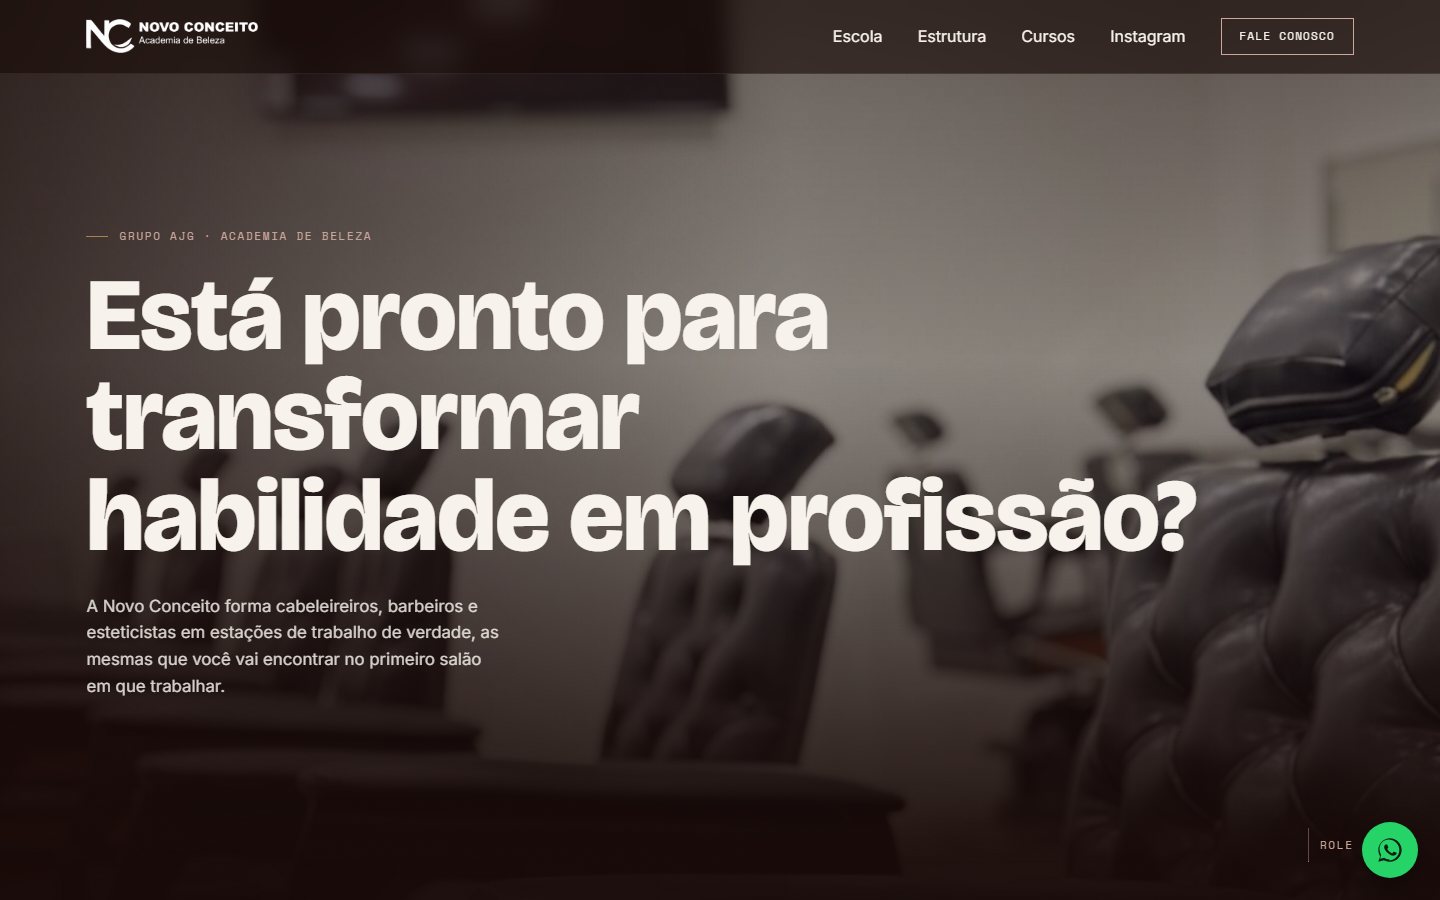 NC NOVO CONCEITO
Academia de Beleza
Escola Estrutura Cursos Instagram FALE CONOSCO
GRUPO AJG · ACADEMIA DE BELEZA
Está pronto para
transformar
habilidade em profissão?
A Novo Conceito forma cabeleireiros, barbeiros e
esteticistas em estações de trabalho de verdade, as
mesmas que você vai encontrar no primeiro salão
em que trabalhar.
ROLE